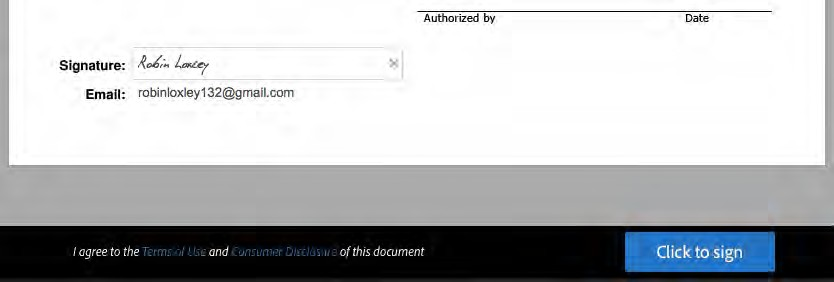 Authorized by Date
Signature: Robin Loxley
Email: robinloxley132@gmail.com
I agree to the Terms of Use and Consumer Disclosure of this document
Click to sign